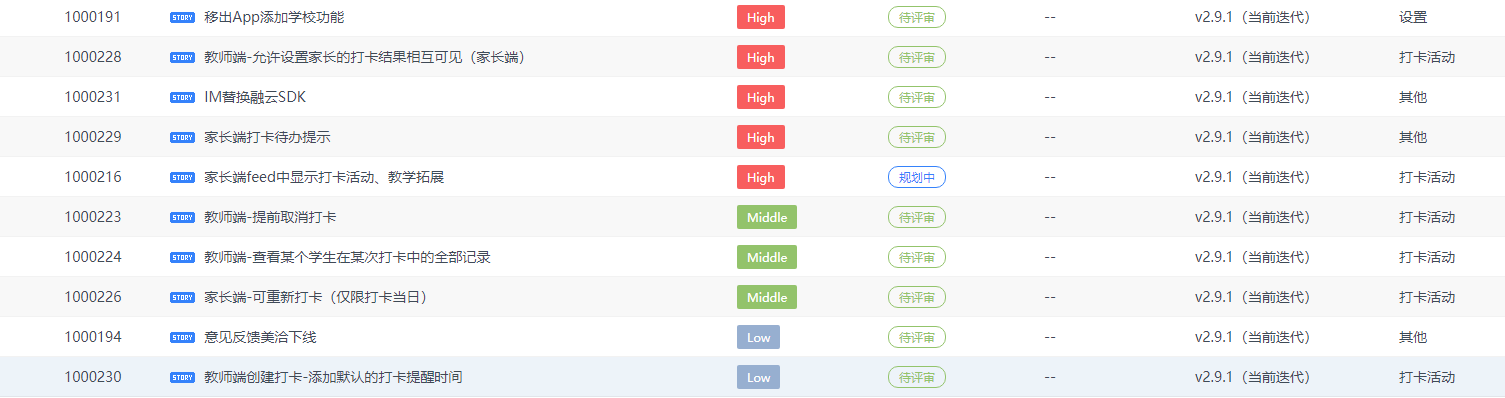 1000191 STORY 移出App添加学校功能 High 待评审 -- v2.9.1（当前迭代） 设置
1000228 STORY 教师端-允许设置家长的打卡结果相互可见（家长端） High 待评审 -- v2.9.1（当前迭代） 打卡活动
1000231 STORY IM替换融云SDK High 待评审 -- v2.9.1（当前迭代） 其他
1000229 STORY 家长端打卡待办提示 High 待评审 -- v2.9.1（当前迭代） 其他
1000216 STORY 家长端feed中显示打卡活动、教学拓展 High 规划中 -- v2.9.1（当前迭代） 打卡活动
1000223 STORY 教师端-提前取消打卡 Middle 待评审 -- v2.9.1（当前迭代） 打卡活动
1000224 STORY 教师端-查看某个学生在某次打卡中的全部记录 Middle 待评审 -- v2.9.1（当前迭代） 打卡活动
1000226 STORY 家长端-可重新打卡（仅限打卡当日） Middle 待评审 -- v2.9.1（当前迭代） 打卡活动
1000194 STORY 意见反馈美洽下线 Low 待评审 -- v2.9.1（当前迭代） 其他
1000230 STORY 教师端创建打卡-添加默认的打卡提醒时间 Low 待评审 -- v2.9.1（当前迭代） 打卡活动